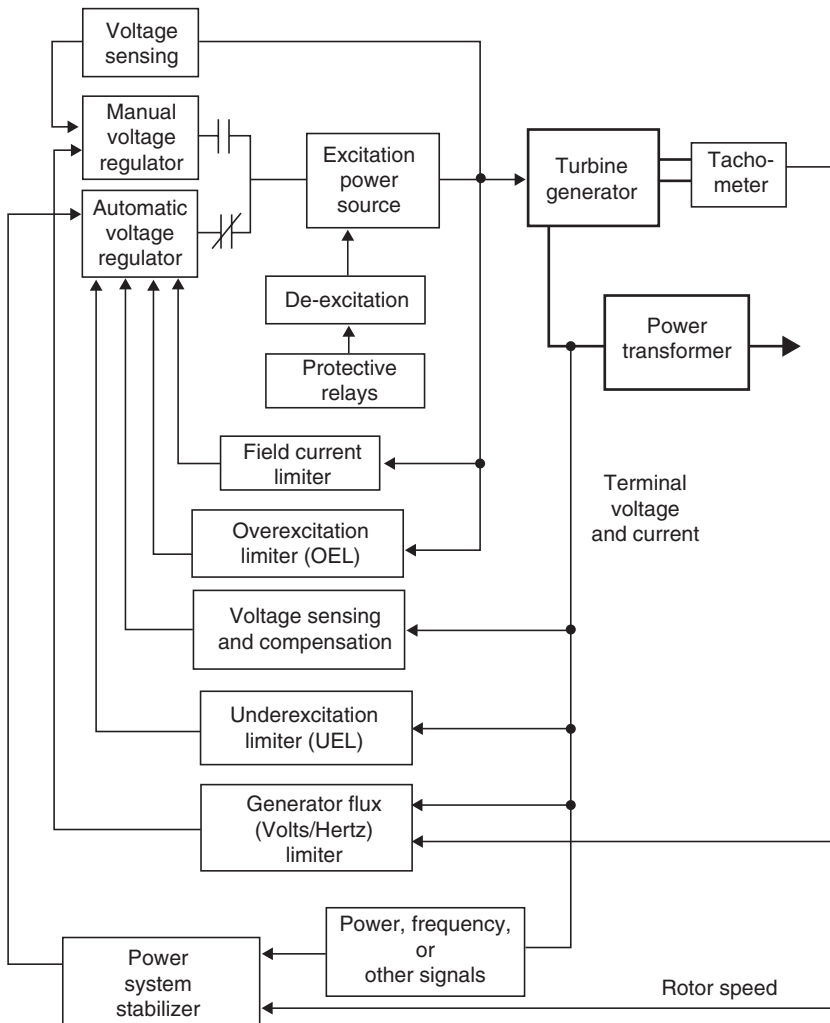 Voltage
sensing
Manual
voltage
regulator
Automatic
voltage
regulator
Excitation
power
source
Turbine
generator
Tacho-
meter
De-excitation
Protective
relays
Power
transformer
Field current
limiter
Terminal
voltage
and current
Overexcitation
limiter (OEL)
Voltage sensing
and compensation
Underexcitation
limiter (UEL)
Generator flux
(Volts/Hertz)
limiter
Power, frequency,
or
other signals
Power
system
stabilizer
Rotor speed